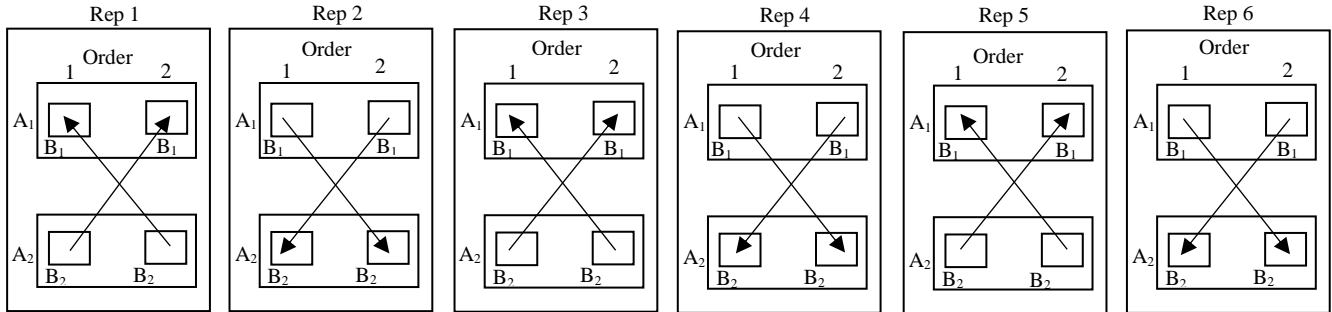 Rep 1
Order
1 2
A₁
B₁ B₁
A₂
B₂ B₂
Rep 2
Order
1 2
A₁
B₁ B₁
A₂
B₂ B₂
Rep 3
Order
1 2
A₁
B₁ B₁
A₂
B₂ B₂
Rep 4
Order
1 2
A₁
B₁ B₁
A₂
B₂ B₂
Rep 5
Order
1 2
A₁
B₁ B₁
A₂
B₂ B₂
Rep 6
Order
1 2
A₁
B₁ B₁
A₂
B₂ B₂